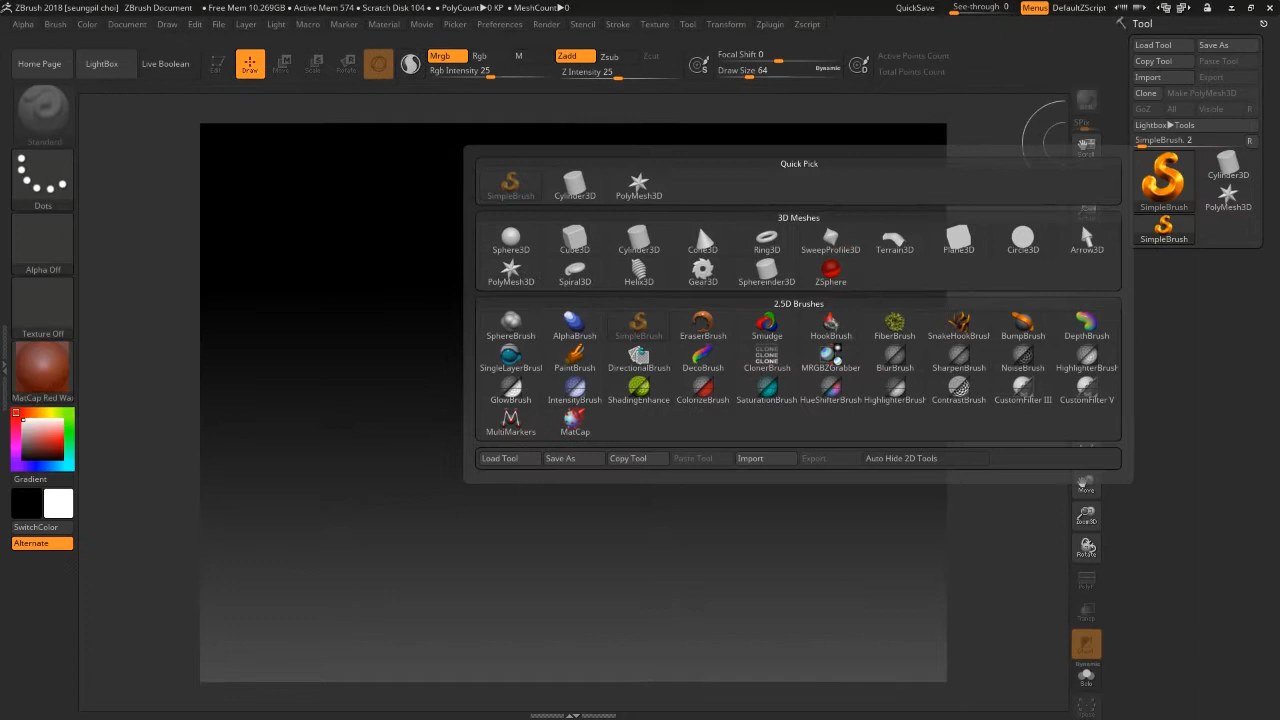 ZBrush 2018 [seungpil choi] ZBrush Document • Free Mem 10.269GB • Active Mem 574 • Scratch Disk 104 • PolyCount▶0 KP • MeshCount▶0
QuickSave See-through 0 Menus DefaultZScript
Alpha Brush Color Document Draw Edit File Layer Light Macro Marker Material Movie Picker Preferences Render Stencil Stroke Texture Tool Transform Zplugin Zscript
Home Page LightBox Live Boolean
Edit Draw Move Scale Rotate
Mrgb Rgb M
Rgb Intensity 25
Zadd Zsub Zcut
Z Intensity 25
S
Focal Shift 0
Draw Size 64 Dynamic
D
Active Points Count
Total Points Count
Standard
Dots
Alpha Off
Texture Off
MatCap Red Wax
Gradient
SwitchColor
Alternate
Quick Pick
SimpleBrush Cylinder3D PolyMesh3D
3D Meshes
Sphere3D Cube3D Cylinder3D Cone3D Ring3D SweepProfile3D Terrain3D Plane3D Circle3D Arrow3D
PolyMesh3D Spiral3D Helix3D Gear3D Sphereinder3D ZSphere
2.5D Brushes
SphereBrush AlphaBrush SimpleBrush EraserBrush Smudge HookBrush FiberBrush SnakeHookBrush BumpBrush DepthBrush
CLONE
CLONE
CLONE
SingleLayerBrush PaintBrush DirectionalBrush DecoBrush ClonerBrush MRGBZGrabber BlurBrush SharpenBrush NoiseBrush HighlighterBrush
GlowBrush IntensityBrush ShadingEnhance ColorizeBrush SaturationBrush HueShifterBrush HighlighterBrush ContrastBrush CustomFilter III CustomFilter V
MultiMarkers MatCap
Load Tool Save As Copy Tool Paste Tool Import Export Auto Hide 2D Tools
SPix
Scroll
Move
Zoom3D
Rotate
PolyF
Transp
Dynamic
Solo
Xpose
Tool
Load Tool Save As
Copy Tool Paste Tool
Import Export
Clone Make PolyMesh3D
GoZ All Visible R
Lightbox▶Tools
SimpleBrush. 2 R
SimpleBrush Cylinder3D
PolyMesh3D
SimpleBrush